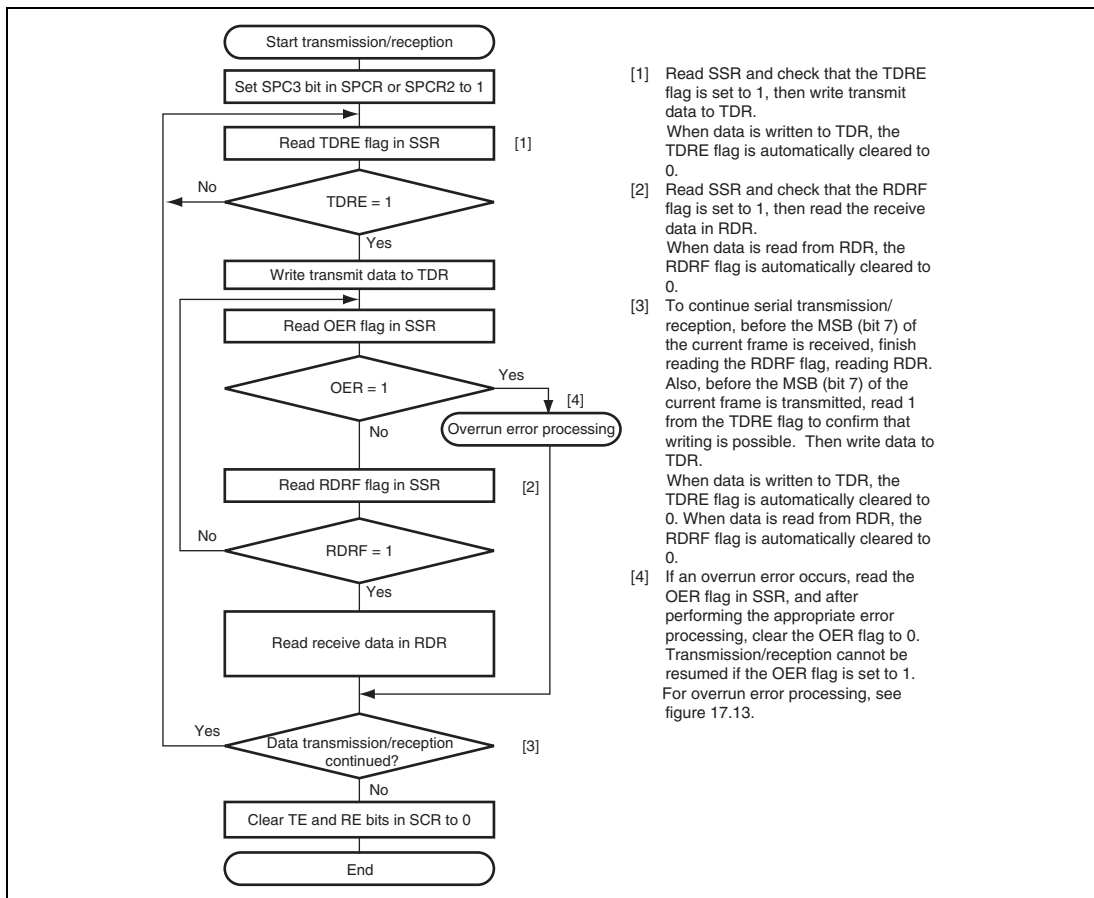 Start transmission/reception
Set SPC3 bit in SPCR or SPCR2 to 1
Read TDRE flag in SSR
[1]
No
TDRE = 1
Yes
Write transmit data to TDR
Read OER flag in SSR
OER = 1
Yes
[4]
Overrun error processing
No
Read RDRF flag in SSR
[2]
No
RDRF = 1
Yes
Read receive data in RDR
Yes
Data transmission/reception
continued?
[3]
No
Clear TE and RE bits in SCR to 0
End
[1] Read SSR and check that the TDRE
flag is set to 1, then write transmit
data to TDR.
When data is written to TDR, the
TDRE flag is automatically cleared to
0.
[2] Read SSR and check that the RDRF
flag is set to 1, then read the receive
data in RDR.
When data is read from RDR, the
RDRF flag is automatically cleared to
0.
[3] To continue serial transmission/
reception, before the MSB (bit 7) of
the current frame is received, finish
reading the RDRF flag, reading RDR.
Also, before the MSB (bit 7) of the
current frame is transmitted, read 1
from the TDRE flag to confirm that
writing is possible. Then write data to
TDR.
When data is written to TDR, the
TDRE flag is automatically cleared to
0. When data is read from RDR, the
RDRF flag is automatically cleared to
0.
[4] If an overrun error occurs, read the
OER flag in SSR, and after
performing the appropriate error
processing, clear the OER flag to 0.
Transmission/reception cannot be
resumed if the OER flag is set to 1.
For overrun error processing, see
figure 17.13.